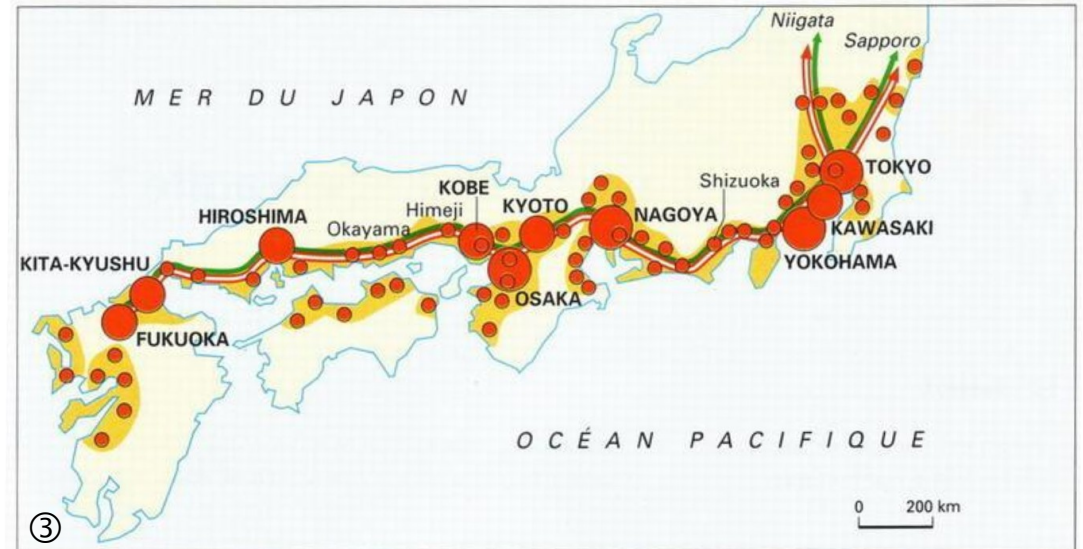 Niigata
Sapporo
MER DU JAPON
TOKYO
Shizuoka
KOBE
Himeji
KYOTO
NAGOYA
HIROSHIMA
Okayama
KAWASAKI
YOKOHAMA
KITA-KYUSHU
OSAKA
FUKUOKA
OCÉAN PACIFIQUE
0 200 km
③